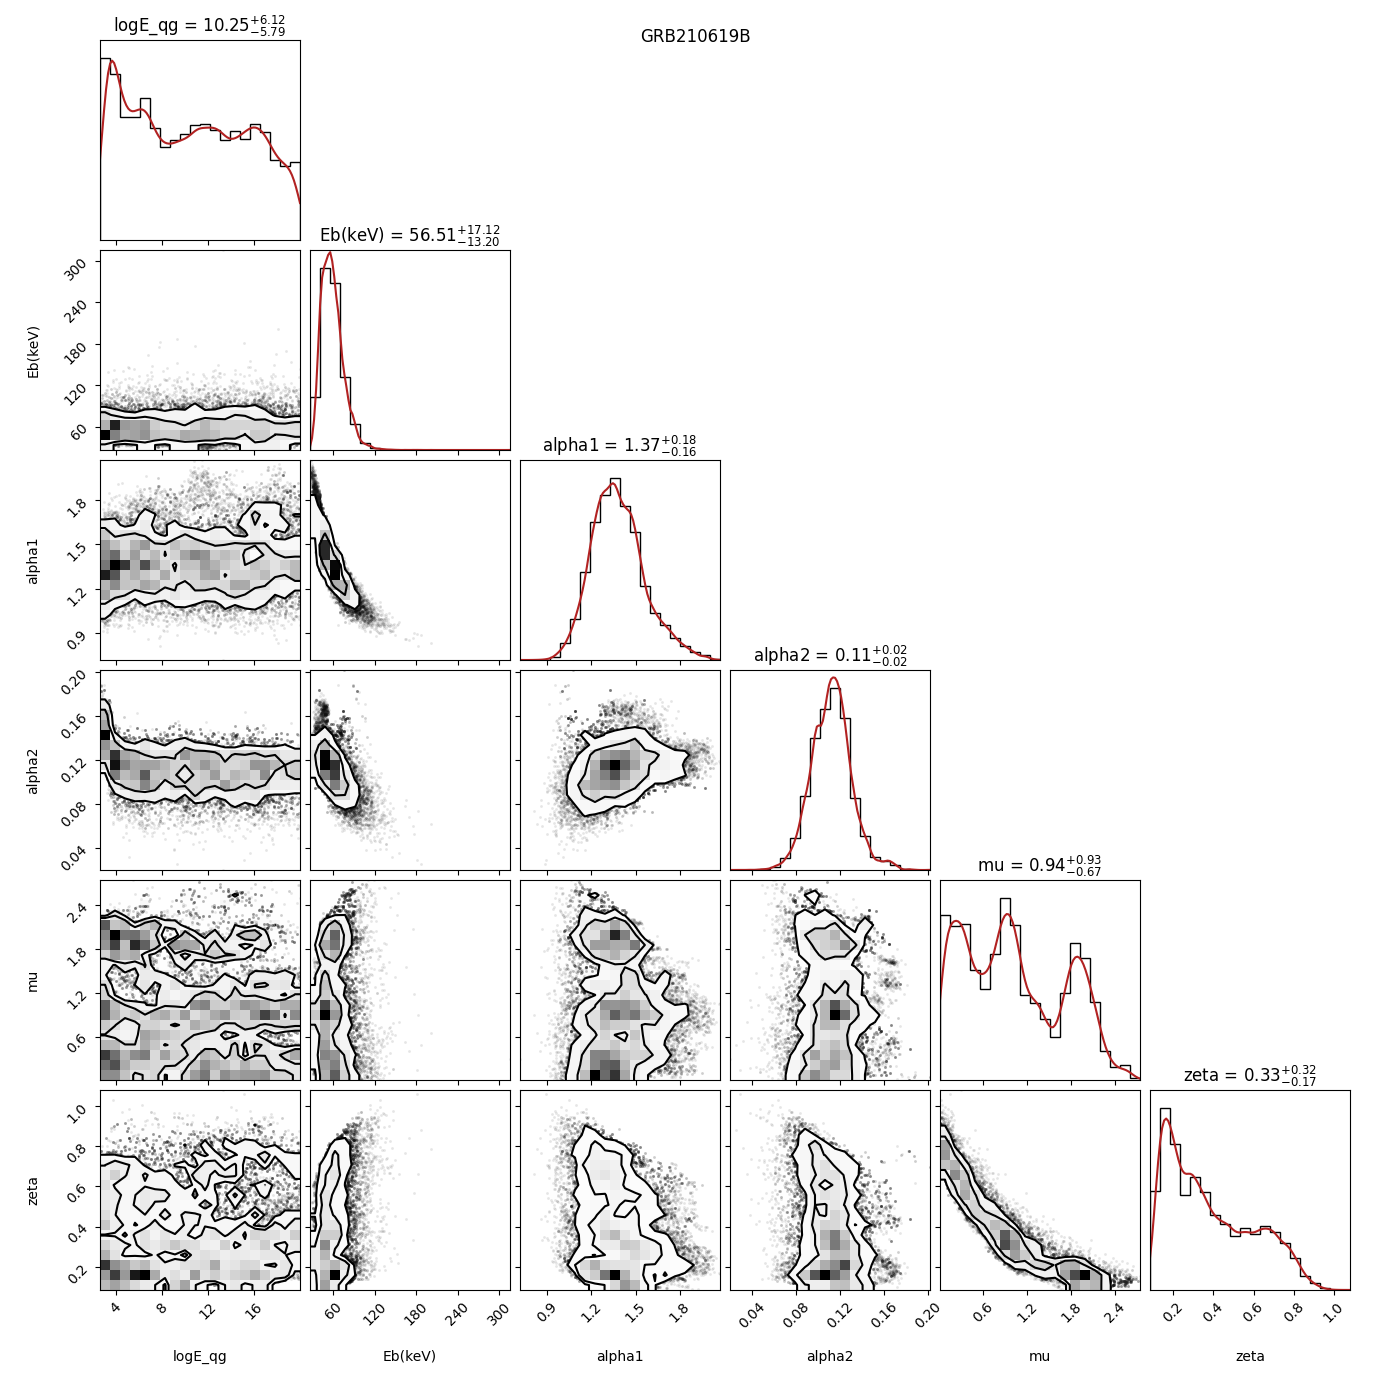 GRB210619B
logE_qg = 10.25+6.12 −5.79
Eb(keV) = 56.51+17.12 −13.20
300
240
180
120
60
Eb(keV)
alpha1 = 1.37+0.18 −0.16
1.8
1.5
1.2
0.9
alpha1
alpha2 = 0.11+0.02 −0.02
0.20
0.16
0.12
0.08
0.04
alpha2
mu = 0.94+0.93 −0.67
2.4
1.8
1.2
0.6
mu
zeta = 0.33+0.32 −0.17
1.0
0.8
0.6
0.4
0.2
zeta
4 8 12 16
60 120 180 240 300
0.9 1.2 1.5 1.8
0.04 0.08 0.12 0.16 0.20
0.6 1.2 1.8 2.4
0.2 0.4 0.6 0.8 1.0
logE_qg Eb(keV) alpha1 alpha2 mu zeta